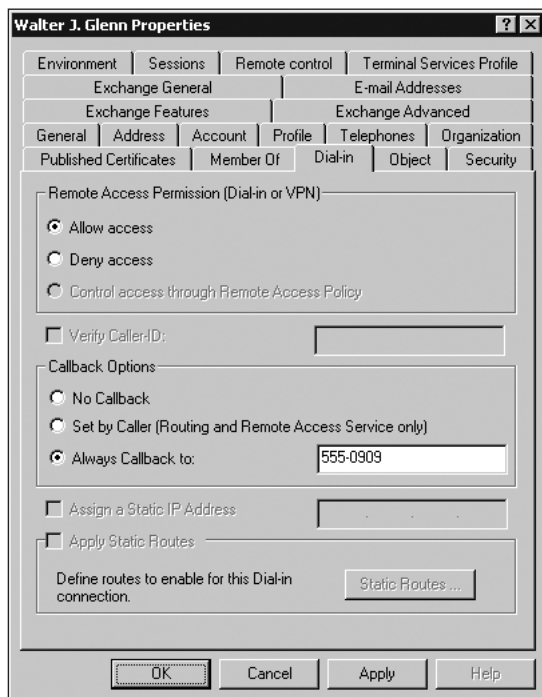 Walter J. Glenn Properties
Environment Sessions Remote control Terminal Services Profile
Exchange General E-mail Addresses
Exchange Features Exchange Advanced
General Address Account Profile Telephones Organization
Published Certificates Member Of Dial-in Object Security
Remote Access Permission (Dial-in or VPN)
Allow access
Deny access
Control access through Remote Access Policy
Verify Caller-ID:
Callback Options
No Callback
Set by Caller (Routing and Remote Access Service only)
Always Callback to: 555-0909
Assign a Static IP Address . . .
Apply Static Routes
Define routes to enable for this Dial-in
connection. Static Routes ...
OK Cancel Apply Help